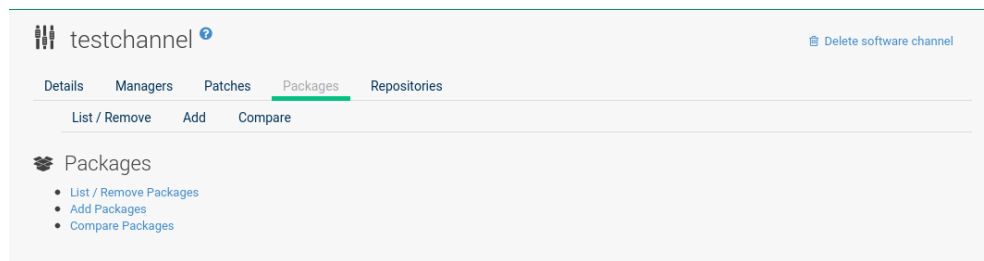 testchannel ?
Delete software channel
Details Managers Patches Packages Repositories
List / Remove Add Compare
Packages
List / Remove Packages
Add Packages
Compare Packages